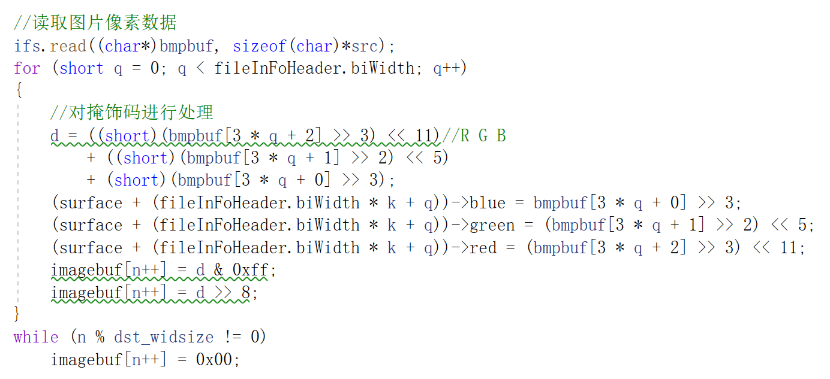 //读取图片像素数据
ifs.read((char*)bmpbuf, sizeof(char)*src);
for (short q = 0; q < fileInFoHeader.biWidth; q++)
{
//对掩饰码进行处理
d = ((short)(bmpbuf[3 * q + 2] >> 3) << 11)//R G B
+ ((short)(bmpbuf[3 * q + 1] >> 2) << 5)
+ (short)(bmpbuf[3 * q + 0] >> 3);
(surface + (fileInFoHeader.biWidth * k + q))->blue = bmpbuf[3 * q + 0] >> 3;
(surface + (fileInFoHeader.biWidth * k + q))->green = (bmpbuf[3 * q + 1] >> 2) << 5;
(surface + (fileInFoHeader.biWidth * k + q))->red = (bmpbuf[3 * q + 2] >> 3) << 11;
imagebuf[n++] = d & 0xff;
imagebuf[n++] = d >> 8;
}
while (n % dst_widsize != 0)
imagebuf[n++] = 0x00;